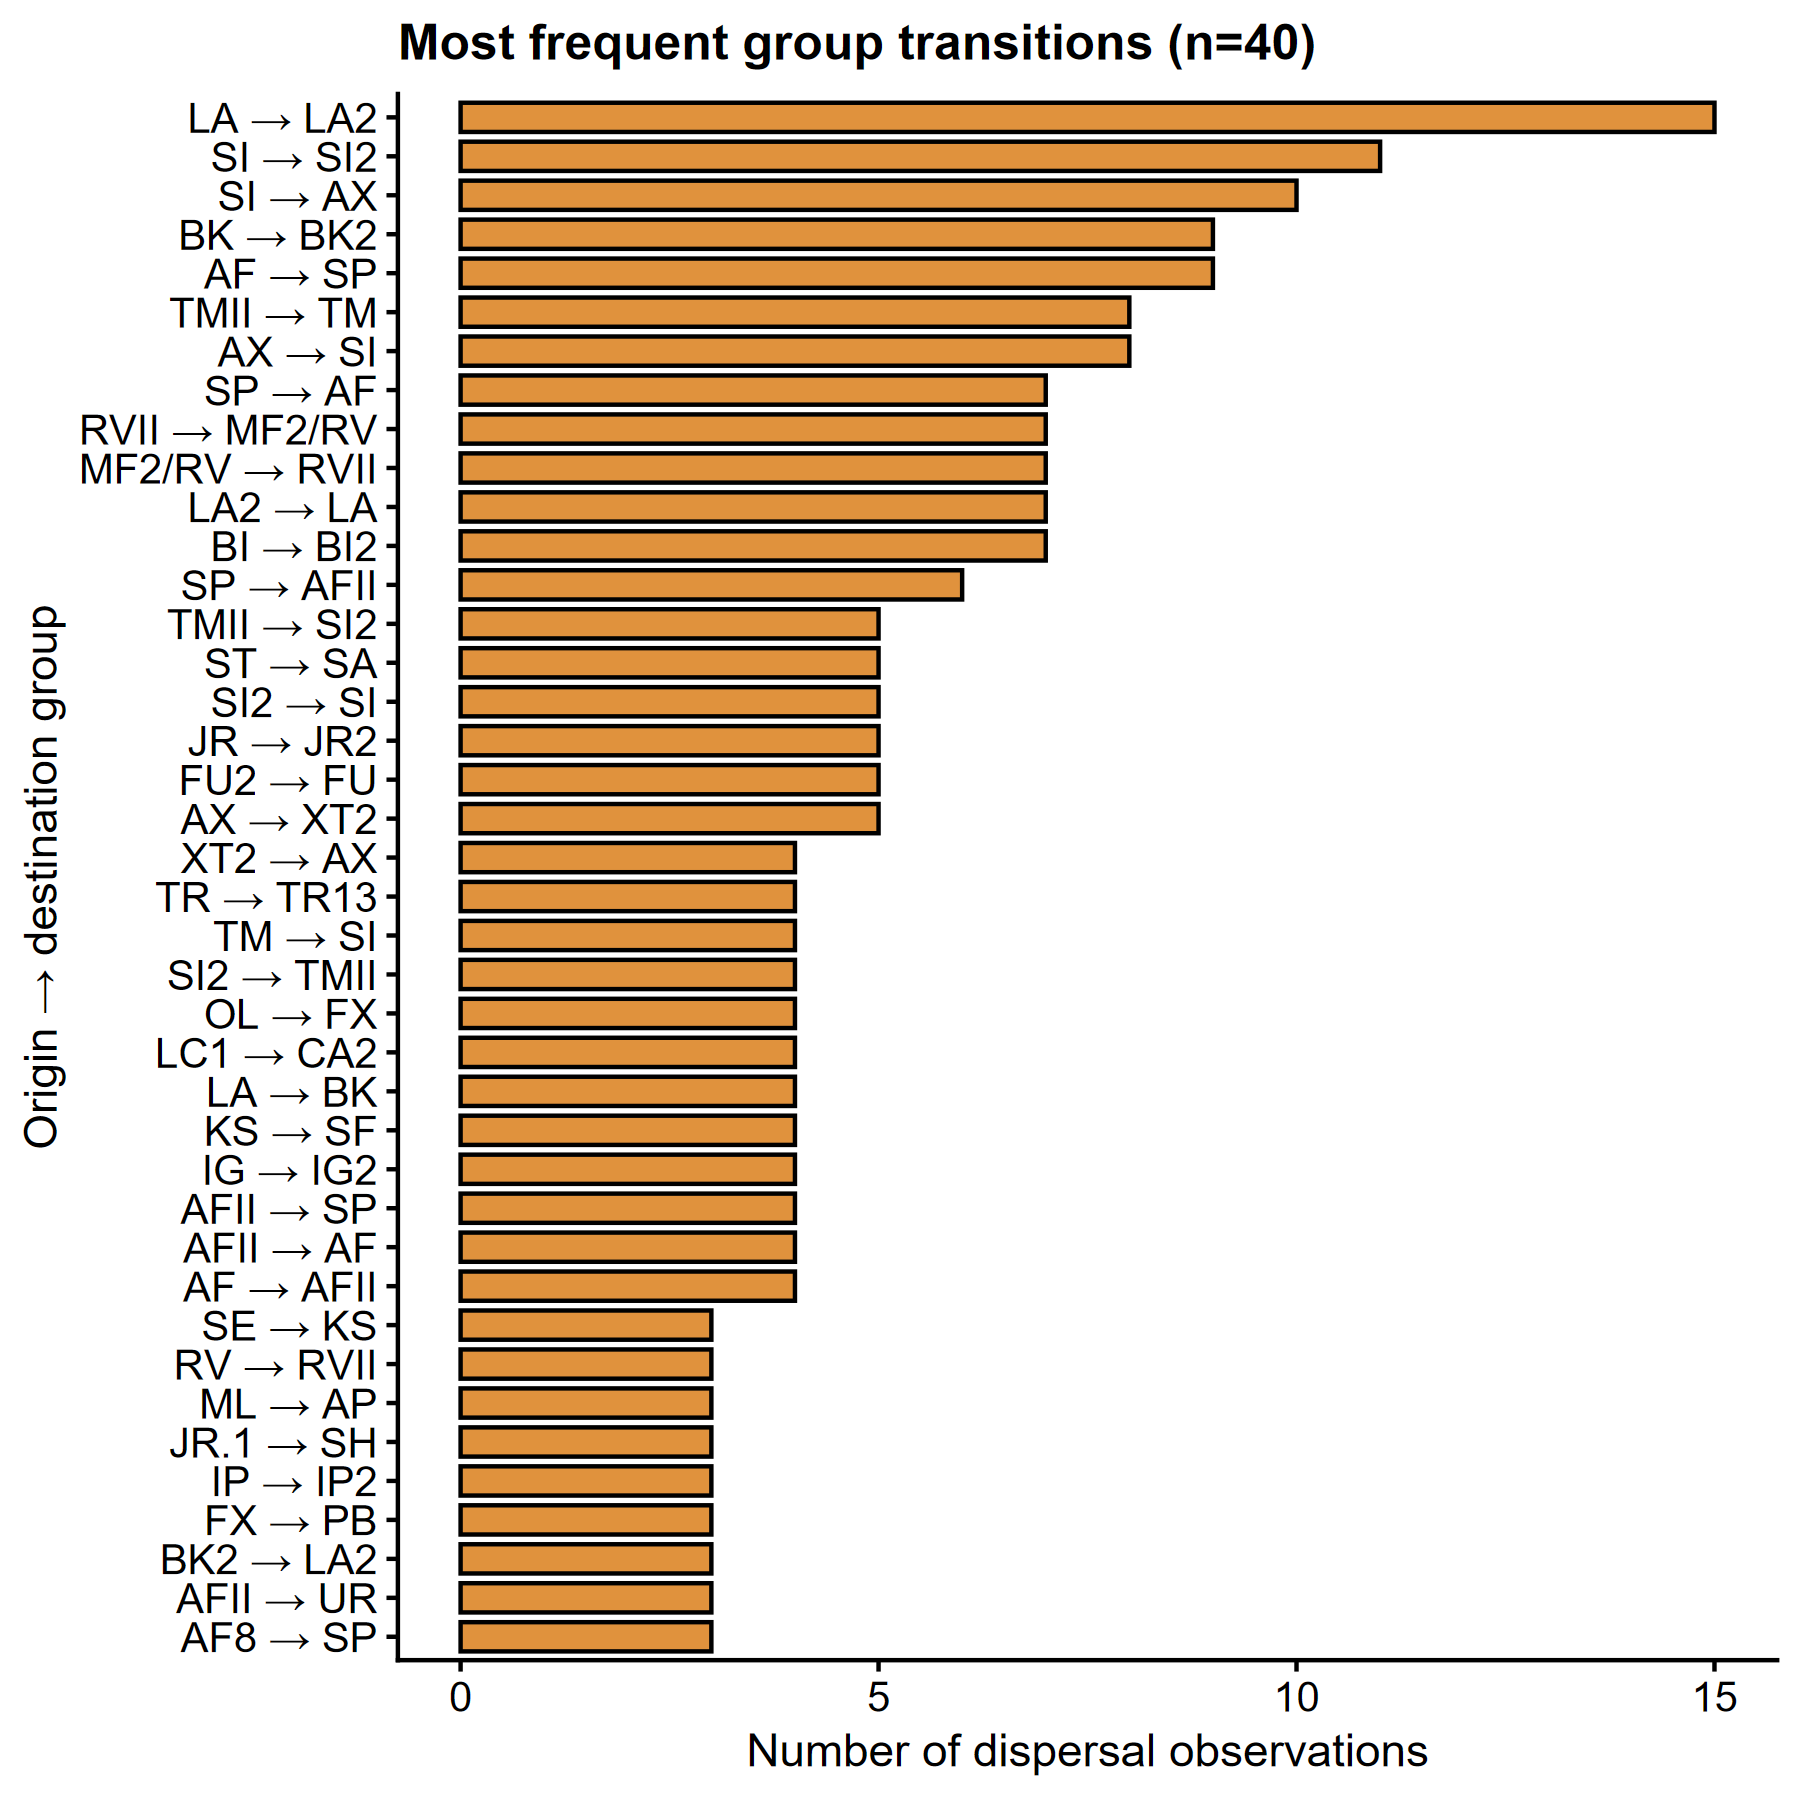 Most frequent group transitions (n=40)
LA → LA2
SI → SI2
SI → AX
BK → BK2
AF → SP
TMII → TM
AX → SI
SP → AF
RVII → MF2/RV
MF2/RV → RVII
LA2 → LA
BI → BI2
SP → AFII
TMII → SI2
ST → SA
SI2 → SI
JR → JR2
FU2 → FU
AX → XT2
XT2 → AX
TR → TR13
TM → SI
SI2 → TMII
OL → FX
LC1 → CA2
LA → BK
KS → SF
IG → IG2
AFII → SP
AFII → AF
AF → AFII
SE → KS
RV → RVII
ML → AP
JR.1 → SH
IP → IP2
FX → PB
BK2 → LA2
AFII → UR
AF8 → SP
Origin → destination group
0 5 10 15
Number of dispersal observations